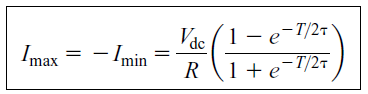 I_max = −I_min = V_dc/R ( (1 − e^{−T/2τ}) / (1 + e^{−T/2τ}) )